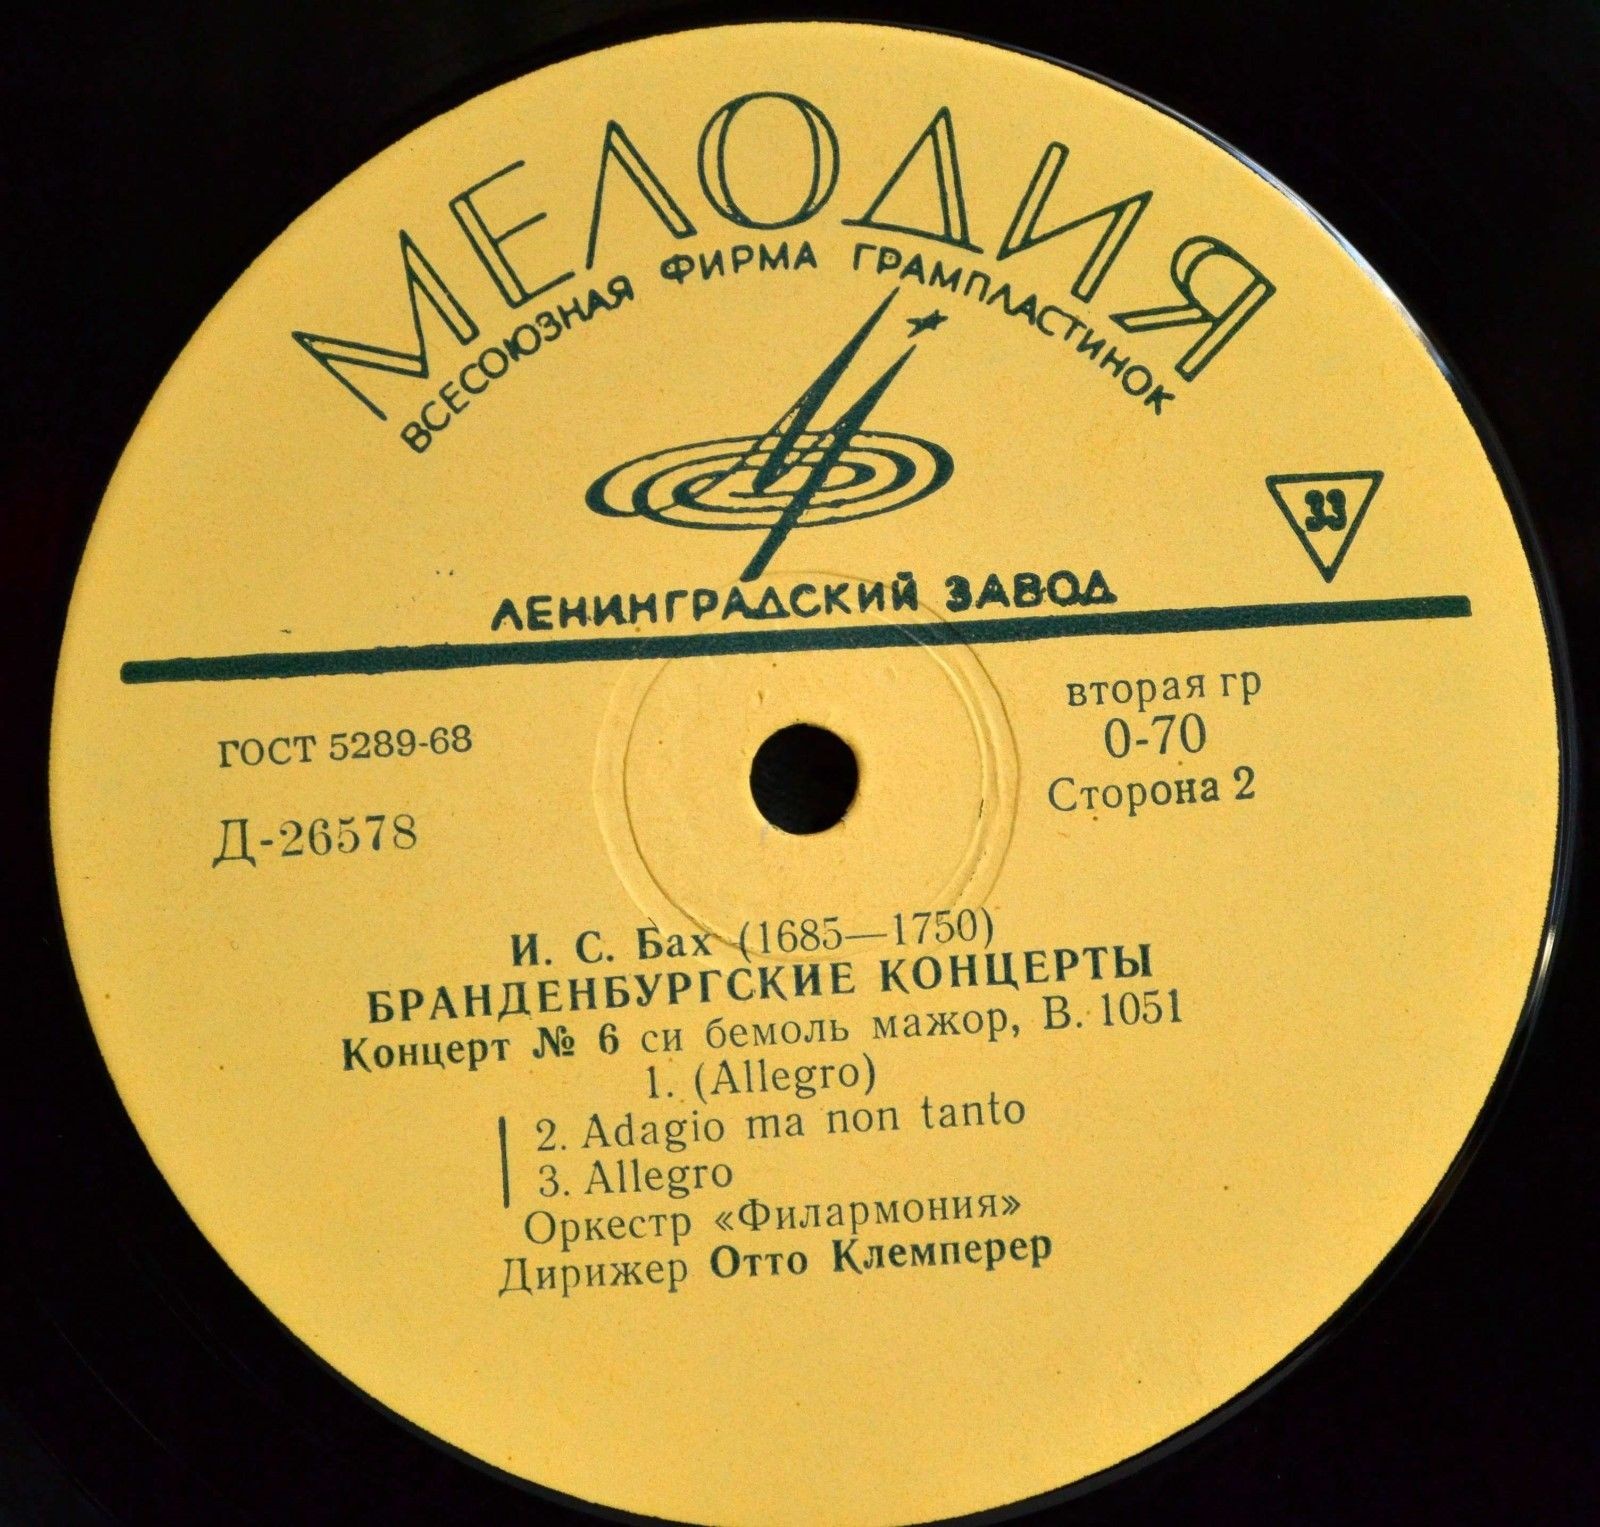 МЕЛОДИЯ
ВСЕСОЮЗНАЯ ФИРМА ГРАМПЛАСТИНОК
33
ЛЕНИНГРАДСКИЙ ЗАВОД
ГОСТ 5289-68
вторая гр
0-70
Сторона 2
Д-26578
И. С. Бах (1685—1750)
БРАНДЕНБУРГСКИЕ КОНЦЕРТЫ
Концерт № 6 си бемоль мажор, В. 1051
1. (Allegro)
2. Adagio ma non tanto
3. Allegro
Оркестр «Филармония»
Дирижер Отто Клемперер